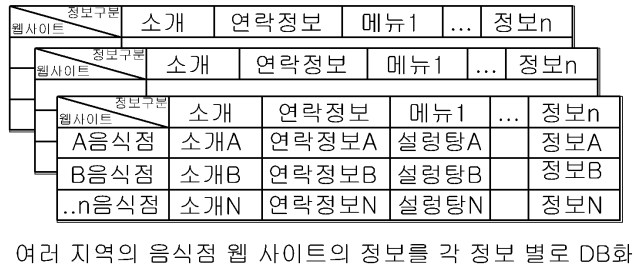 정보구분 웹사이트 소개 연락정보 메뉴1 ... 정보n
정보구분 웹사이트 소개 연락정보 메뉴1 ... 정보n
정보구분 웹사이트 소개 연락정보 메뉴1 ... 정보n
A음식점 소개A 연락정보A 설렁탕A 정보A
B음식점 소개B 연락정보B 설렁탕B 정보B
..n음식점 소개N 연락정보N 설렁탕N 정보N
여러 지역의 음식점 웹 사이트의 정보를 각 정보 별로 DB화